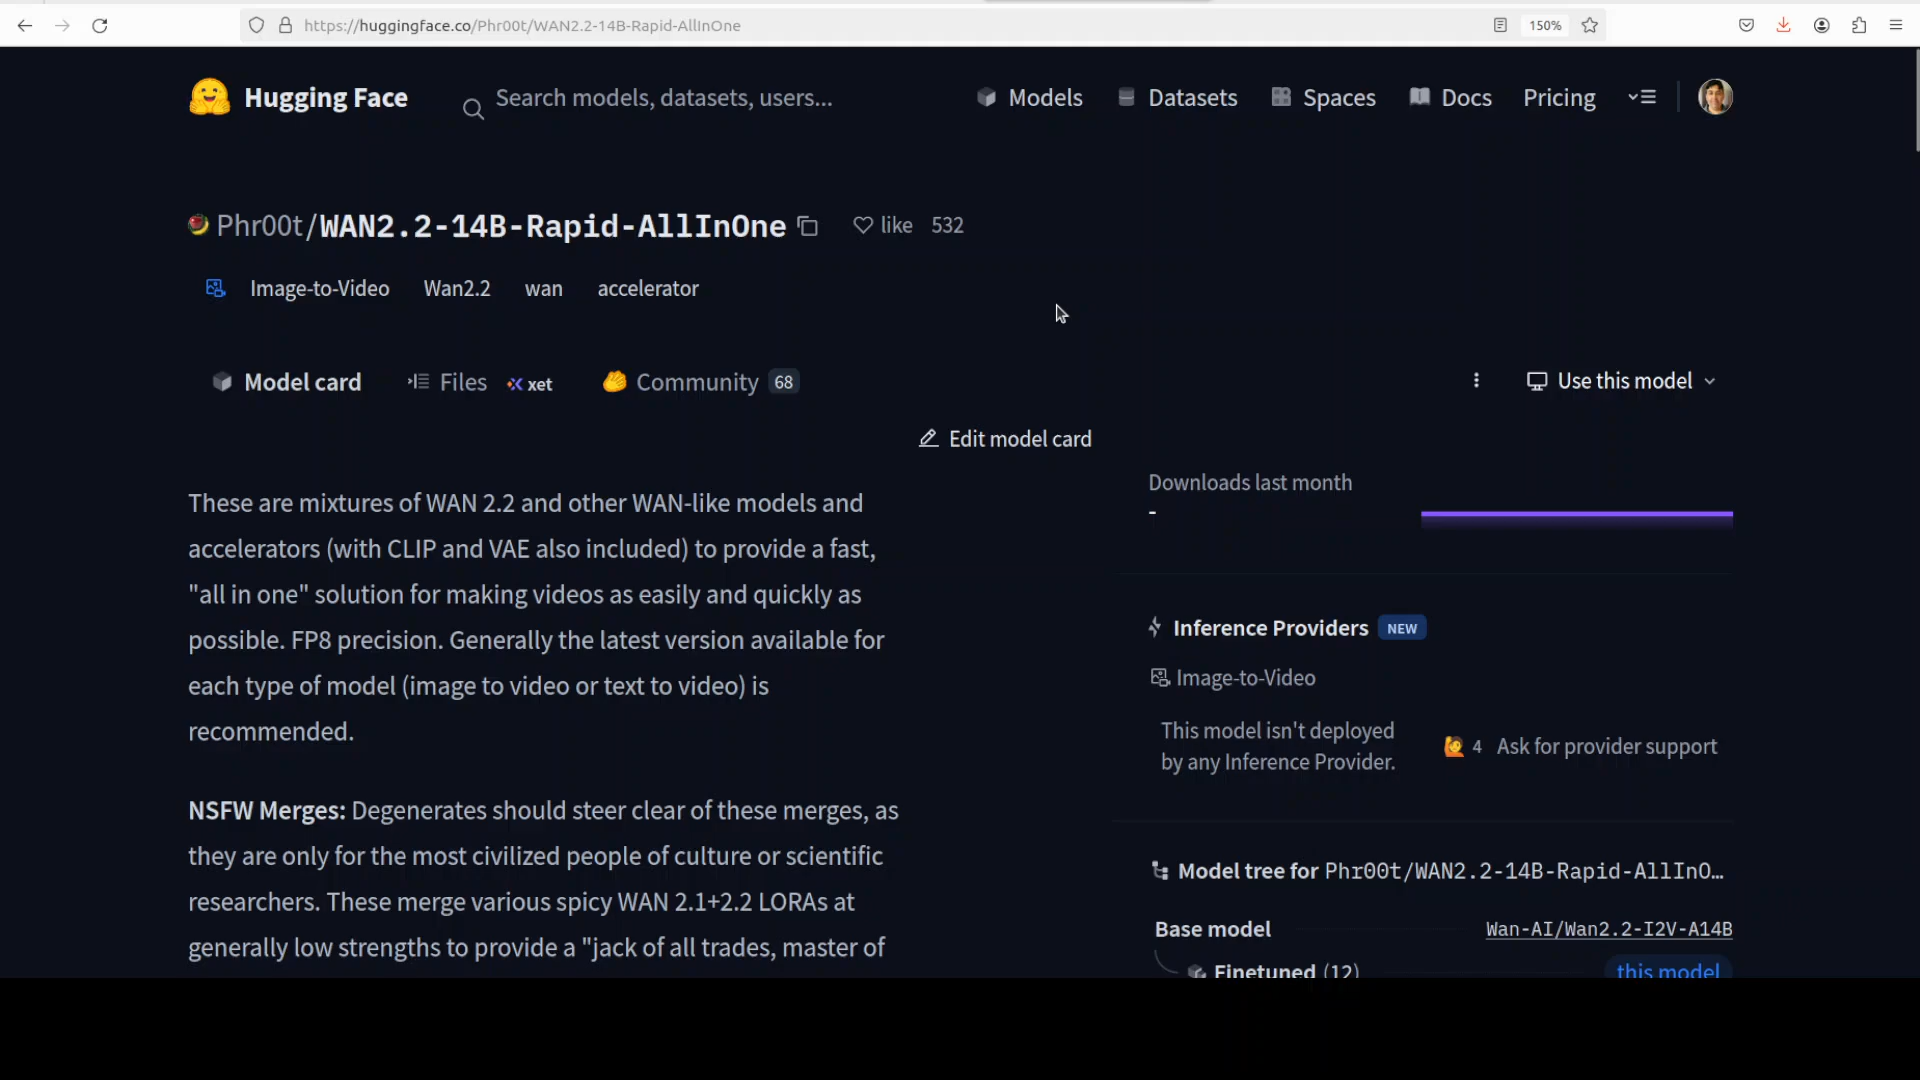 https://huggingface.co/Phr00t/WAN2.2-14B-Rapid-AllInOne
150%
Hugging Face
Search models, datasets, users...
Models
Datasets
Spaces
Docs
Pricing
Phr00t/WAN2.2-14B-Rapid-AllInOne
like 532
Image-to-Video Wan2.2 wan accelerator
Model card
Files xet
Community 68
Use this model
Edit model card
These are mixtures of WAN 2.2 and other WAN-like models and
accelerators (with CLIP and VAE also included) to provide a fast,
"all in one" solution for making videos as easily and quickly as
possible. FP8 precision. Generally the latest version available for
each type of model (image to video or text to video) is
recommended.
NSFW Merges: Degenerates should steer clear of these merges, as
they are only for the most civilized people of culture or scientific
researchers. These merge various spicy WAN 2.1+2.2 LORAs at
generally low strengths to provide a "jack of all trades, master of
Downloads last month
-
Inference Providers NEW
Image-to-Video
This model isn't deployed
by any Inference Provider.
4 Ask for provider support
Model tree for Phr00t/WAN2.2-14B-Rapid-AllInO…
Base model Wan-AI/Wan2.2-I2V-A14B
Finetuned (12) this model